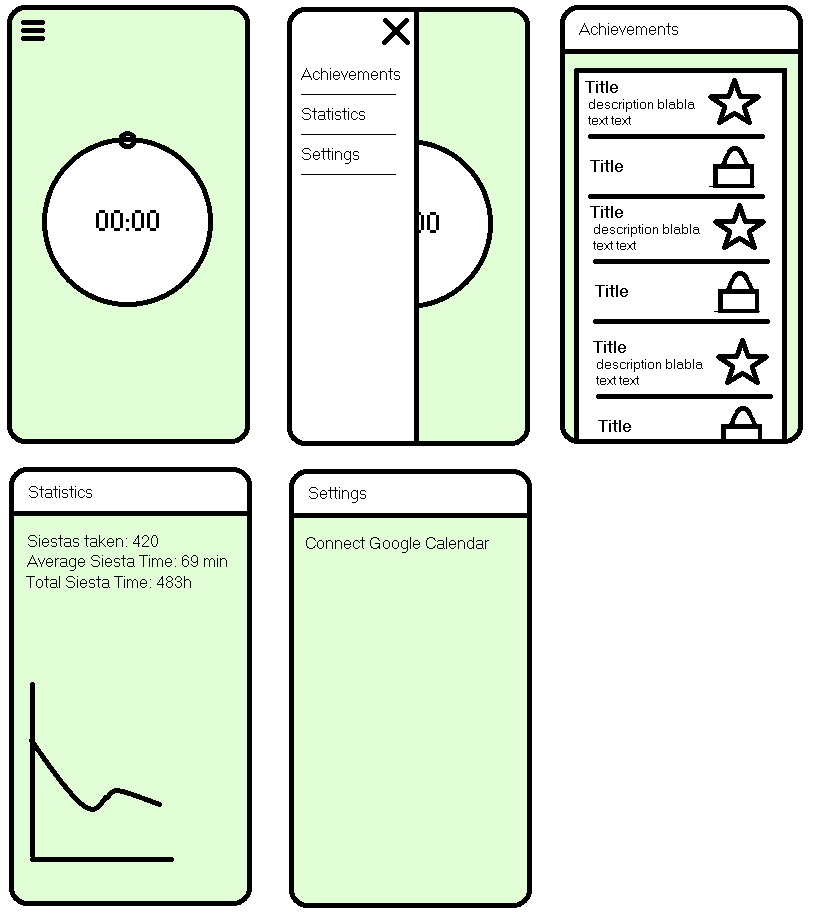 00:00
Achievements
Statistics
Settings
00
Achievements
Title
description blabla
text text
Title
Title
description blabla
text text
Title
Title
description blabla
text text
Title
Statistics
Siestas taken: 420
Average Siesta Time: 69 min
Total Siesta Time: 483h
Settings
Connect Google Calendar